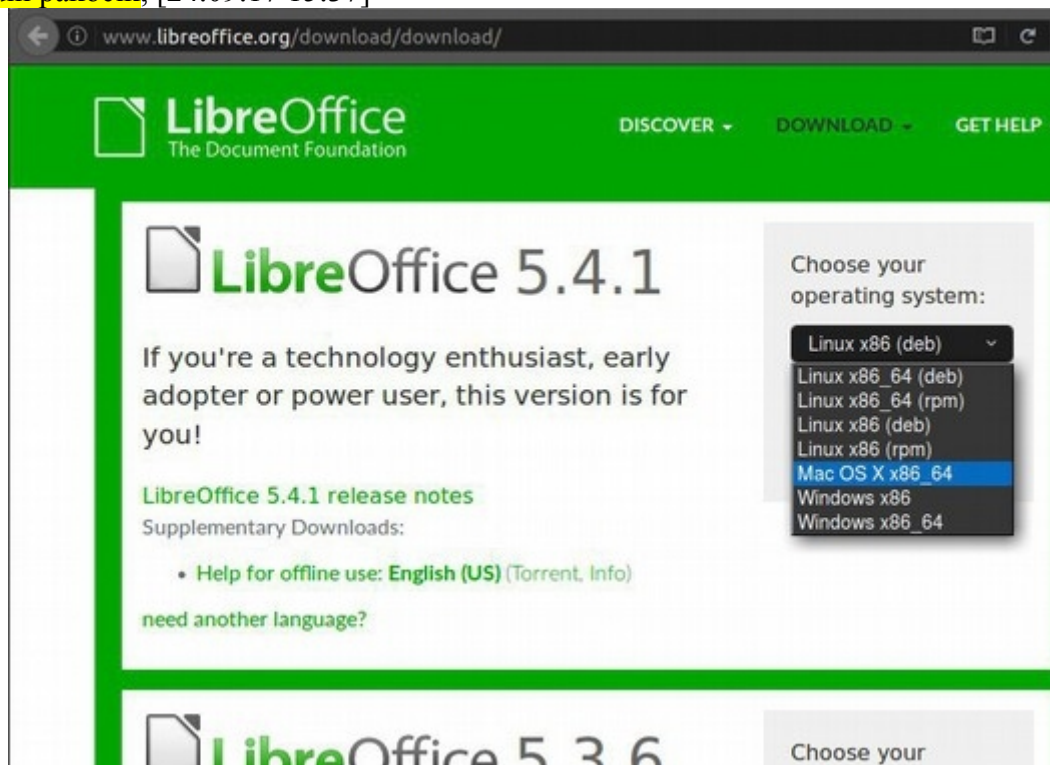 www.libreoffice.org/download/download/
LibreOffice
The Document Foundation
DISCOVER
DOWNLOAD
GET HELP
LibreOffice 5.4.1
If you're a technology enthusiast, early
adopter or power user, this version is for
you!
LibreOffice 5.4.1 release notes
Supplementary Downloads:
• Help for offline use: English (US) (Torrent, Info)
need another language?
Choose your
operating system:
Linux x86 (deb)
Linux x86_64 (deb)
Linux x86_64 (rpm)
Linux x86 (deb)
Linux x86 (rpm)
Mac OS X x86_64
Windows x86
Windows x86_64
LibreOffice 5.3.6
Choose your